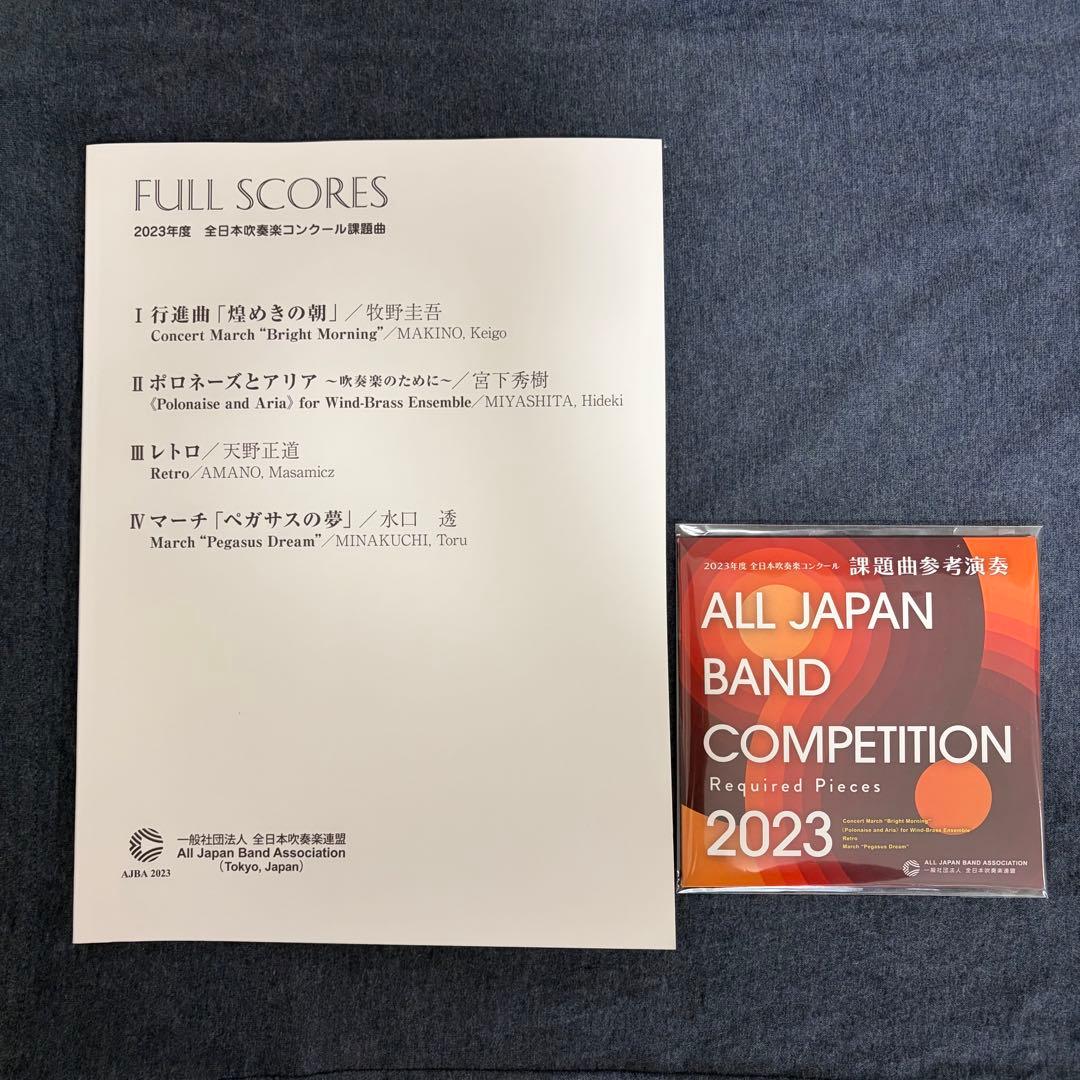 FULL SCORES
2023年度　全日本吹奏楽コンクール課題曲
Ⅰ 行進曲「煌めきの朝」／牧野圭吾
Concert March “Bright Morning”／MAKINO, Keigo
Ⅱ ポロネーズとアリア ～吹奏楽のために～／宮下秀樹
《Polonaise and Aria》 for Wind-Brass Ensemble／MIYASHITA, Hideki
Ⅲ レトロ／天野正道
Retro／AMANO, Masamicz
Ⅳ マーチ「ペガサスの夢」／水口　透
March “Pegasus Dream”／MINAKUCHI, Toru
一般社団法人 全日本吹奏楽連盟
All Japan Band Association
（Tokyo, Japan）
AJBA 2023
2023年度 全日本吹奏楽コンクール 課題曲参考演奏
ALL JAPAN
BAND
COMPETITION
Required Pieces
2023
Concert March “Bright Morning”
《Polonaise and Aria》 for Wind-Brass Ensemble
Retro
March “Pegasus Dream”
ALL JAPAN BAND ASSOCIATION
一般社団法人 全日本吹奏楽連盟